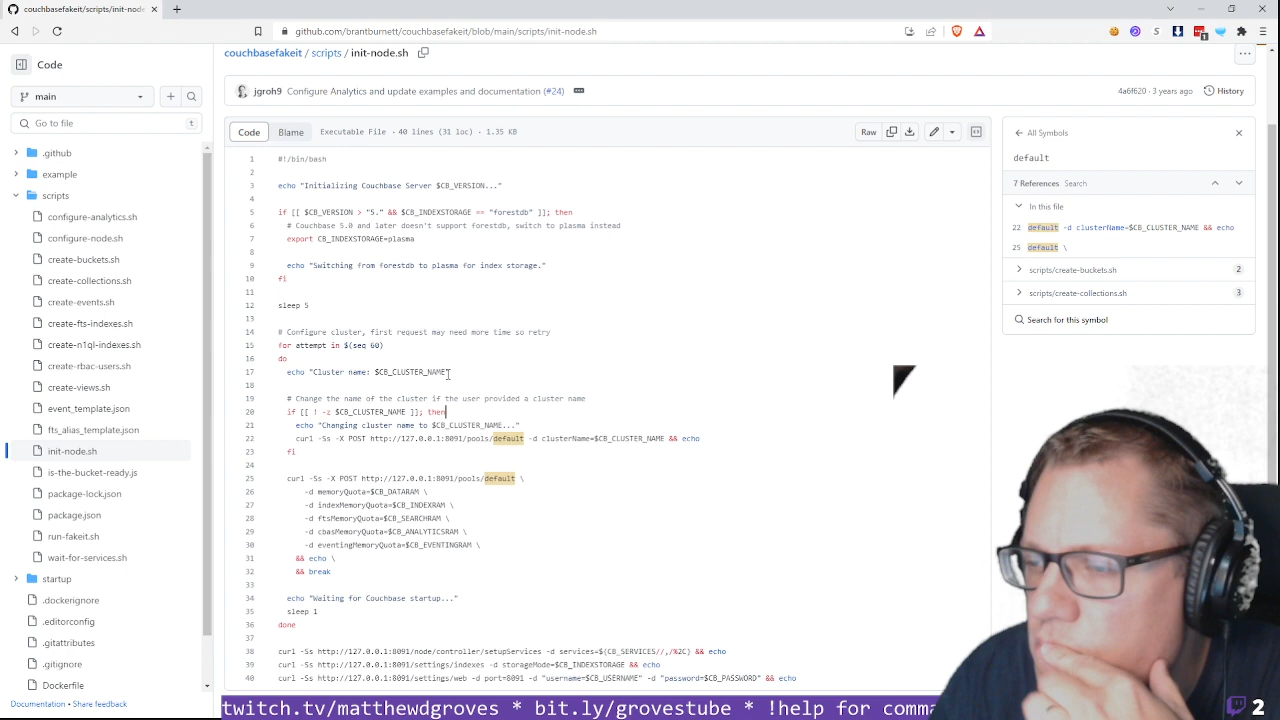 couchbasefakeit/scripts/init-node
github.com/brantburnett/couchbasefakeit/blob/main/scripts/init-node.sh
Code
main
Go to file
t
.github
example
scripts
configure-analytics.sh
configure-node.sh
create-buckets.sh
create-collections.sh
create-events.sh
create-fts-indexes.sh
create-n1ql-indexes.sh
create-rbac-users.sh
create-views.sh
event_template.json
fts_alias_template.json
init-node.sh
is-the-bucket-ready.js
package-lock.json
package.json
run-fakeit.sh
wait-for-services.sh
startup
.dockerignore
.editorconfig
.gitattributes
.gitignore
Dockerfile
Documentation • Share feedback
couchbasefakeit / scripts / init-node.sh
jgroh9 Configure Analytics and update examples and documentation (#24)
4a6f620 · 3 years ago History
Code Blame Executable File · 40 lines (31 loc) · 1.35 KB
Raw
1 #!/bin/bash
2
3 echo "Initializing Couchbase Server $CB_VERSION..."
4
5 if [[ $CB_VERSION > "5." && $CB_INDEXSTORAGE == "forestdb" ]]; then
6 # Couchbase 5.0 and later doesn't support forestdb, switch to plasma instead
7 export CB_INDEXSTORAGE=plasma
8
9 echo "Switching from forestdb to plasma for index storage."
10 fi
11
12 sleep 5
13
14 # Configure cluster, first request may need more time so retry
15 for attempt in $(seq 60)
16 do
17 echo "Cluster name: $CB_CLUSTER_NAME"
18
19 # Change the name of the cluster if the user provided a cluster name
20 if [[ ! -z $CB_CLUSTER_NAME ]]; then
21 echo "Changing cluster name to $CB_CLUSTER_NAME..."
22 curl -Ss -X POST http://127.0.0.1:8091/pools/default -d clusterName=$CB_CLUSTER_NAME && echo
23 fi
24
25 curl -Ss -X POST http://127.0.0.1:8091/pools/default \
26 -d memoryQuota=$CB_DATARAM \
27 -d indexMemoryQuota=$CB_INDEXRAM \
28 -d ftsMemoryQuota=$CB_SEARCHRAM \
29 -d cbasMemoryQuota=$CB_ANALYTICSRAM \
30 -d eventingMemoryQuota=$CB_EVENTINGRAM \
31 && echo \
32 && break
33
34 echo "Waiting for Couchbase startup..."
35 sleep 1
36 done
37
38 curl -Ss http://127.0.0.1:8091/node/controller/setupServices -d services=${CB_SERVICES//,/%2C} && echo
39 curl -Ss http://127.0.0.1:8091/settings/indexes -d storageMode=$CB_INDEXSTORAGE && echo
40 curl -Ss http://127.0.0.1:8091/settings/web -d port=8091 -d "username=$CB_USERNAME" -d "password=$CB_PASSWORD" && echo
All Symbols
default
7 References Search
In this file
22 default -d clusterName=$CB_CLUSTER_NAME && echo
25 default \
scripts/create-buckets.sh 2
scripts/create-collections.sh 3
Search for this symbol
twitch.tv/matthewdgroves * bit.ly/grovestube * !help for comma
2